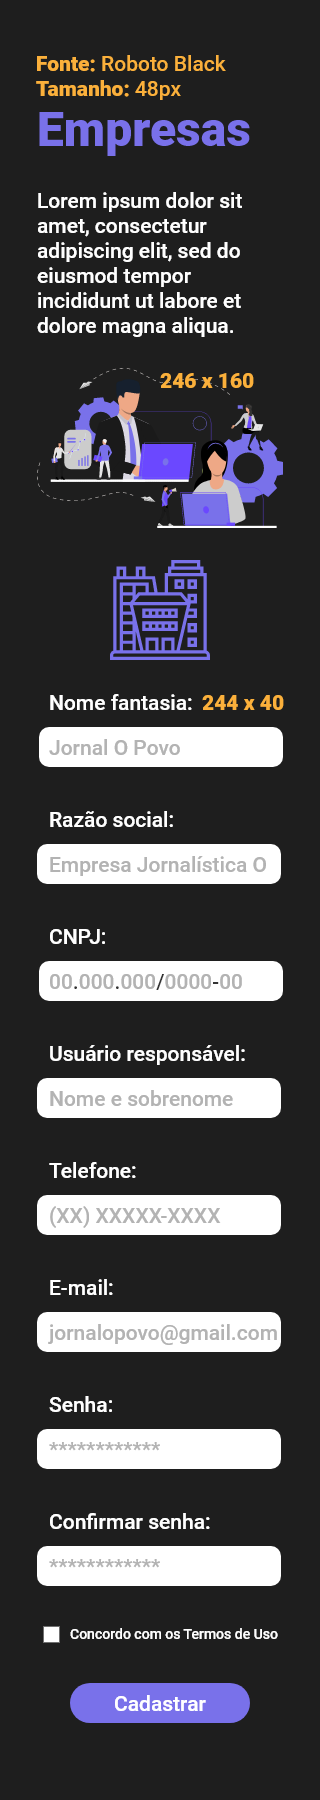 Fonte: Roboto Black
Tamanho: 48px
Empresas
Lorem ipsum dolor sit
amet, consectetur
adipiscing elit, sed do
eiusmod tempor
incididunt ut labore et
dolore magna aliqua.
246 x 160
Nome fantasia: 244 x 40
Jornal O Povo
Razão social:
Empresa Jornalística O
CNPJ:
00.000.000/0000-00
Usuário responsável:
Nome e sobrenome
Telefone:
(XX) XXXXX-XXXX
E-mail:
jornalopovo@gmail.com
Senha:
************
Confirmar senha:
************
Concordo com os Termos de Uso
Cadastrar